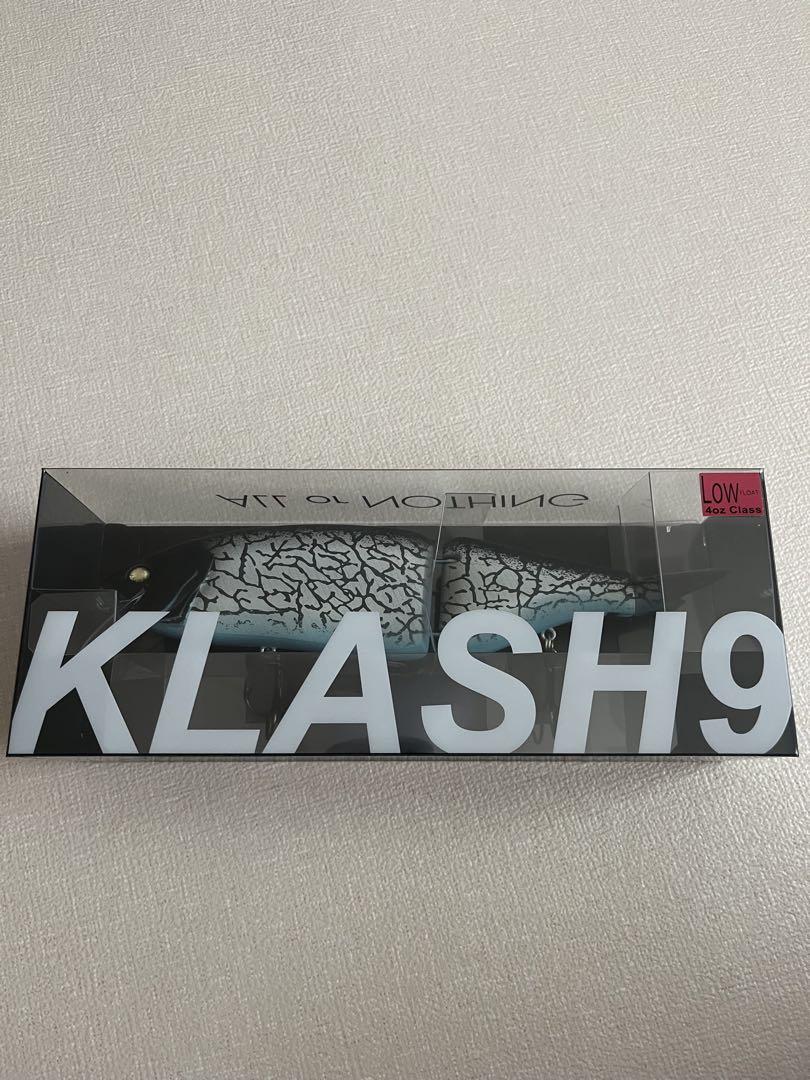 ALL or NOTHING
LOW FLOAT
4oz Class
KLASH9